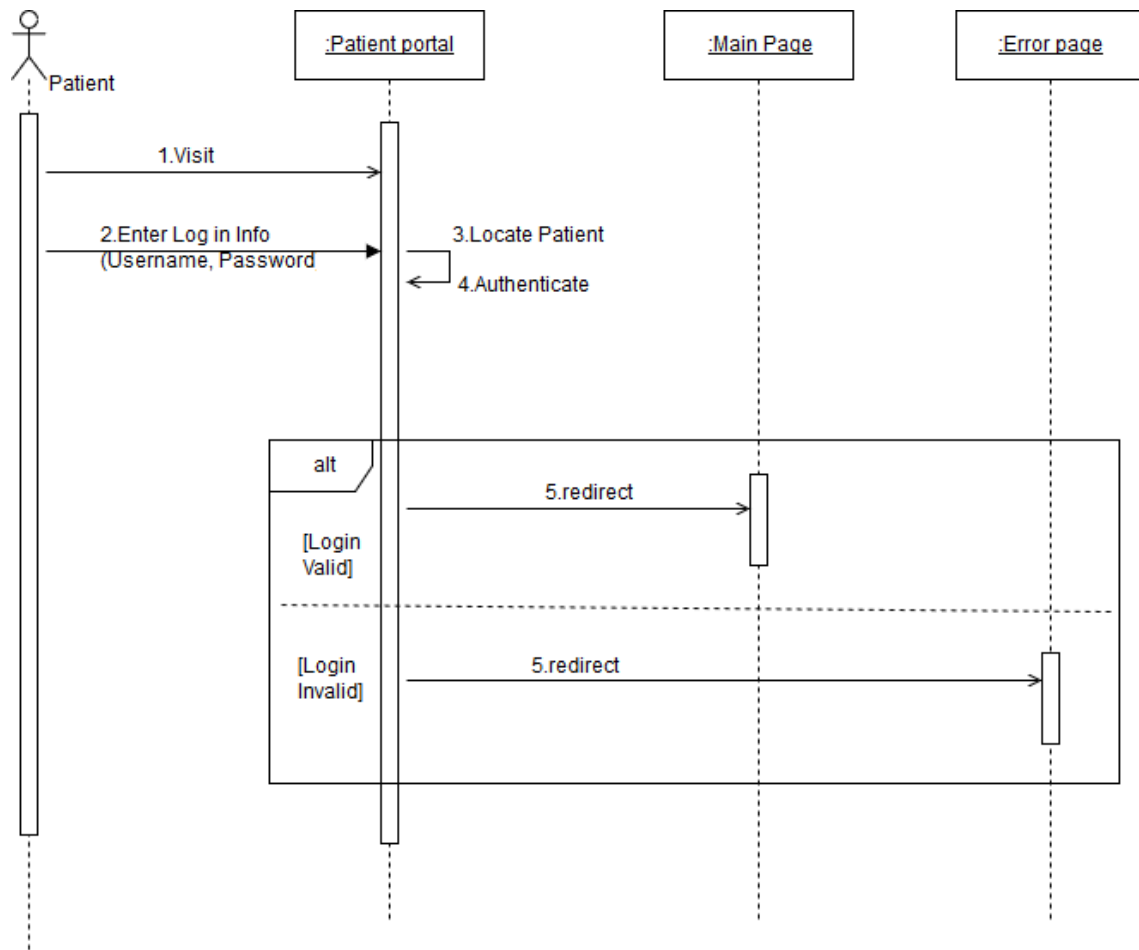 :Patient portal
:Main Page
:Error page
Patient
1.Visit
2.Enter Log in Info
(Username, Password
3.Locate Patient
4.Authenticate
alt
5.redirect
[Login
Valid]
5.redirect
[Login
Invalid]